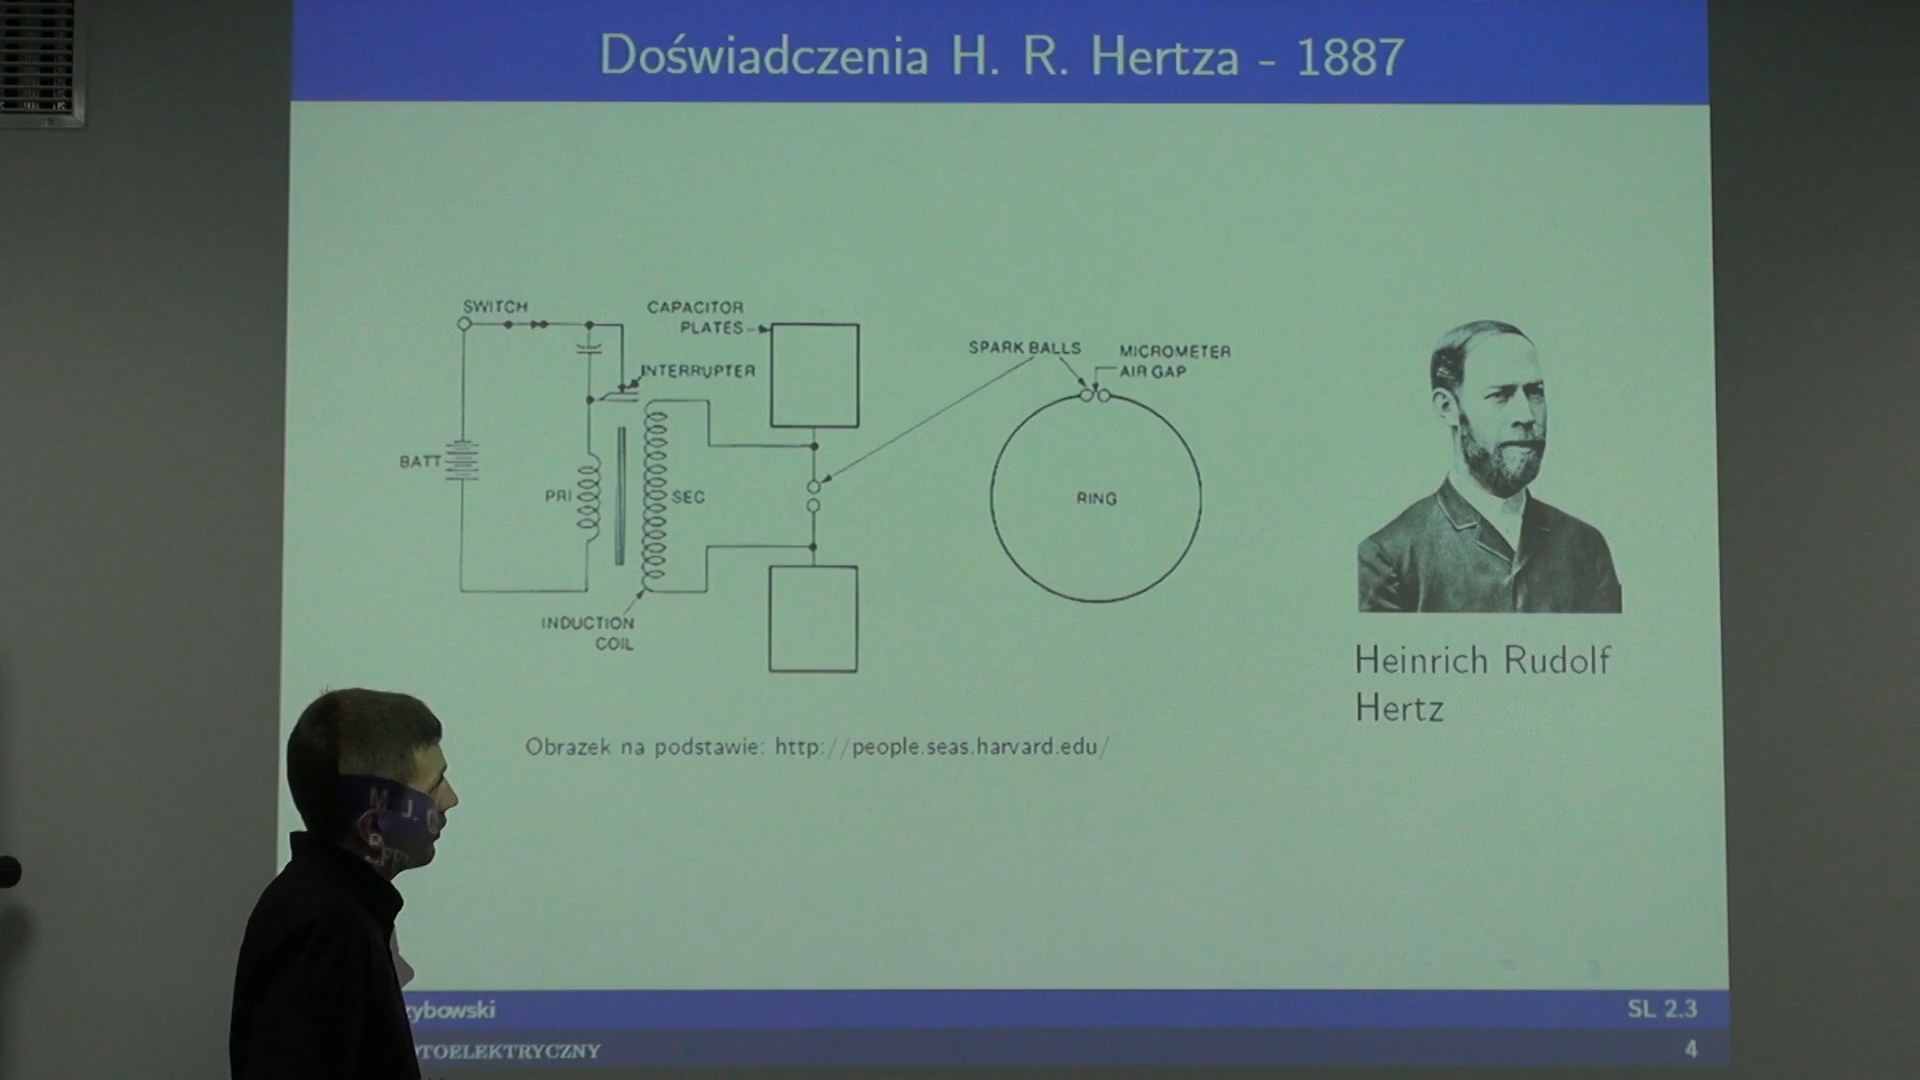 Doświadczenia H. R. Hertza - 1887
SWITCH
CAPACITOR
PLATES
INTERRUPTER
BATT
PRI
SEC
INDUCTION
COIL
SPARK BALLS
MICROMETER
AIR GAP
RING
Heinrich Rudolf
Hertz
Obrazek na podstawie: http://people.seas.harvard.edu/
M. J.
zybowski
SL 2.3
TOELEKTRYCZNY
4